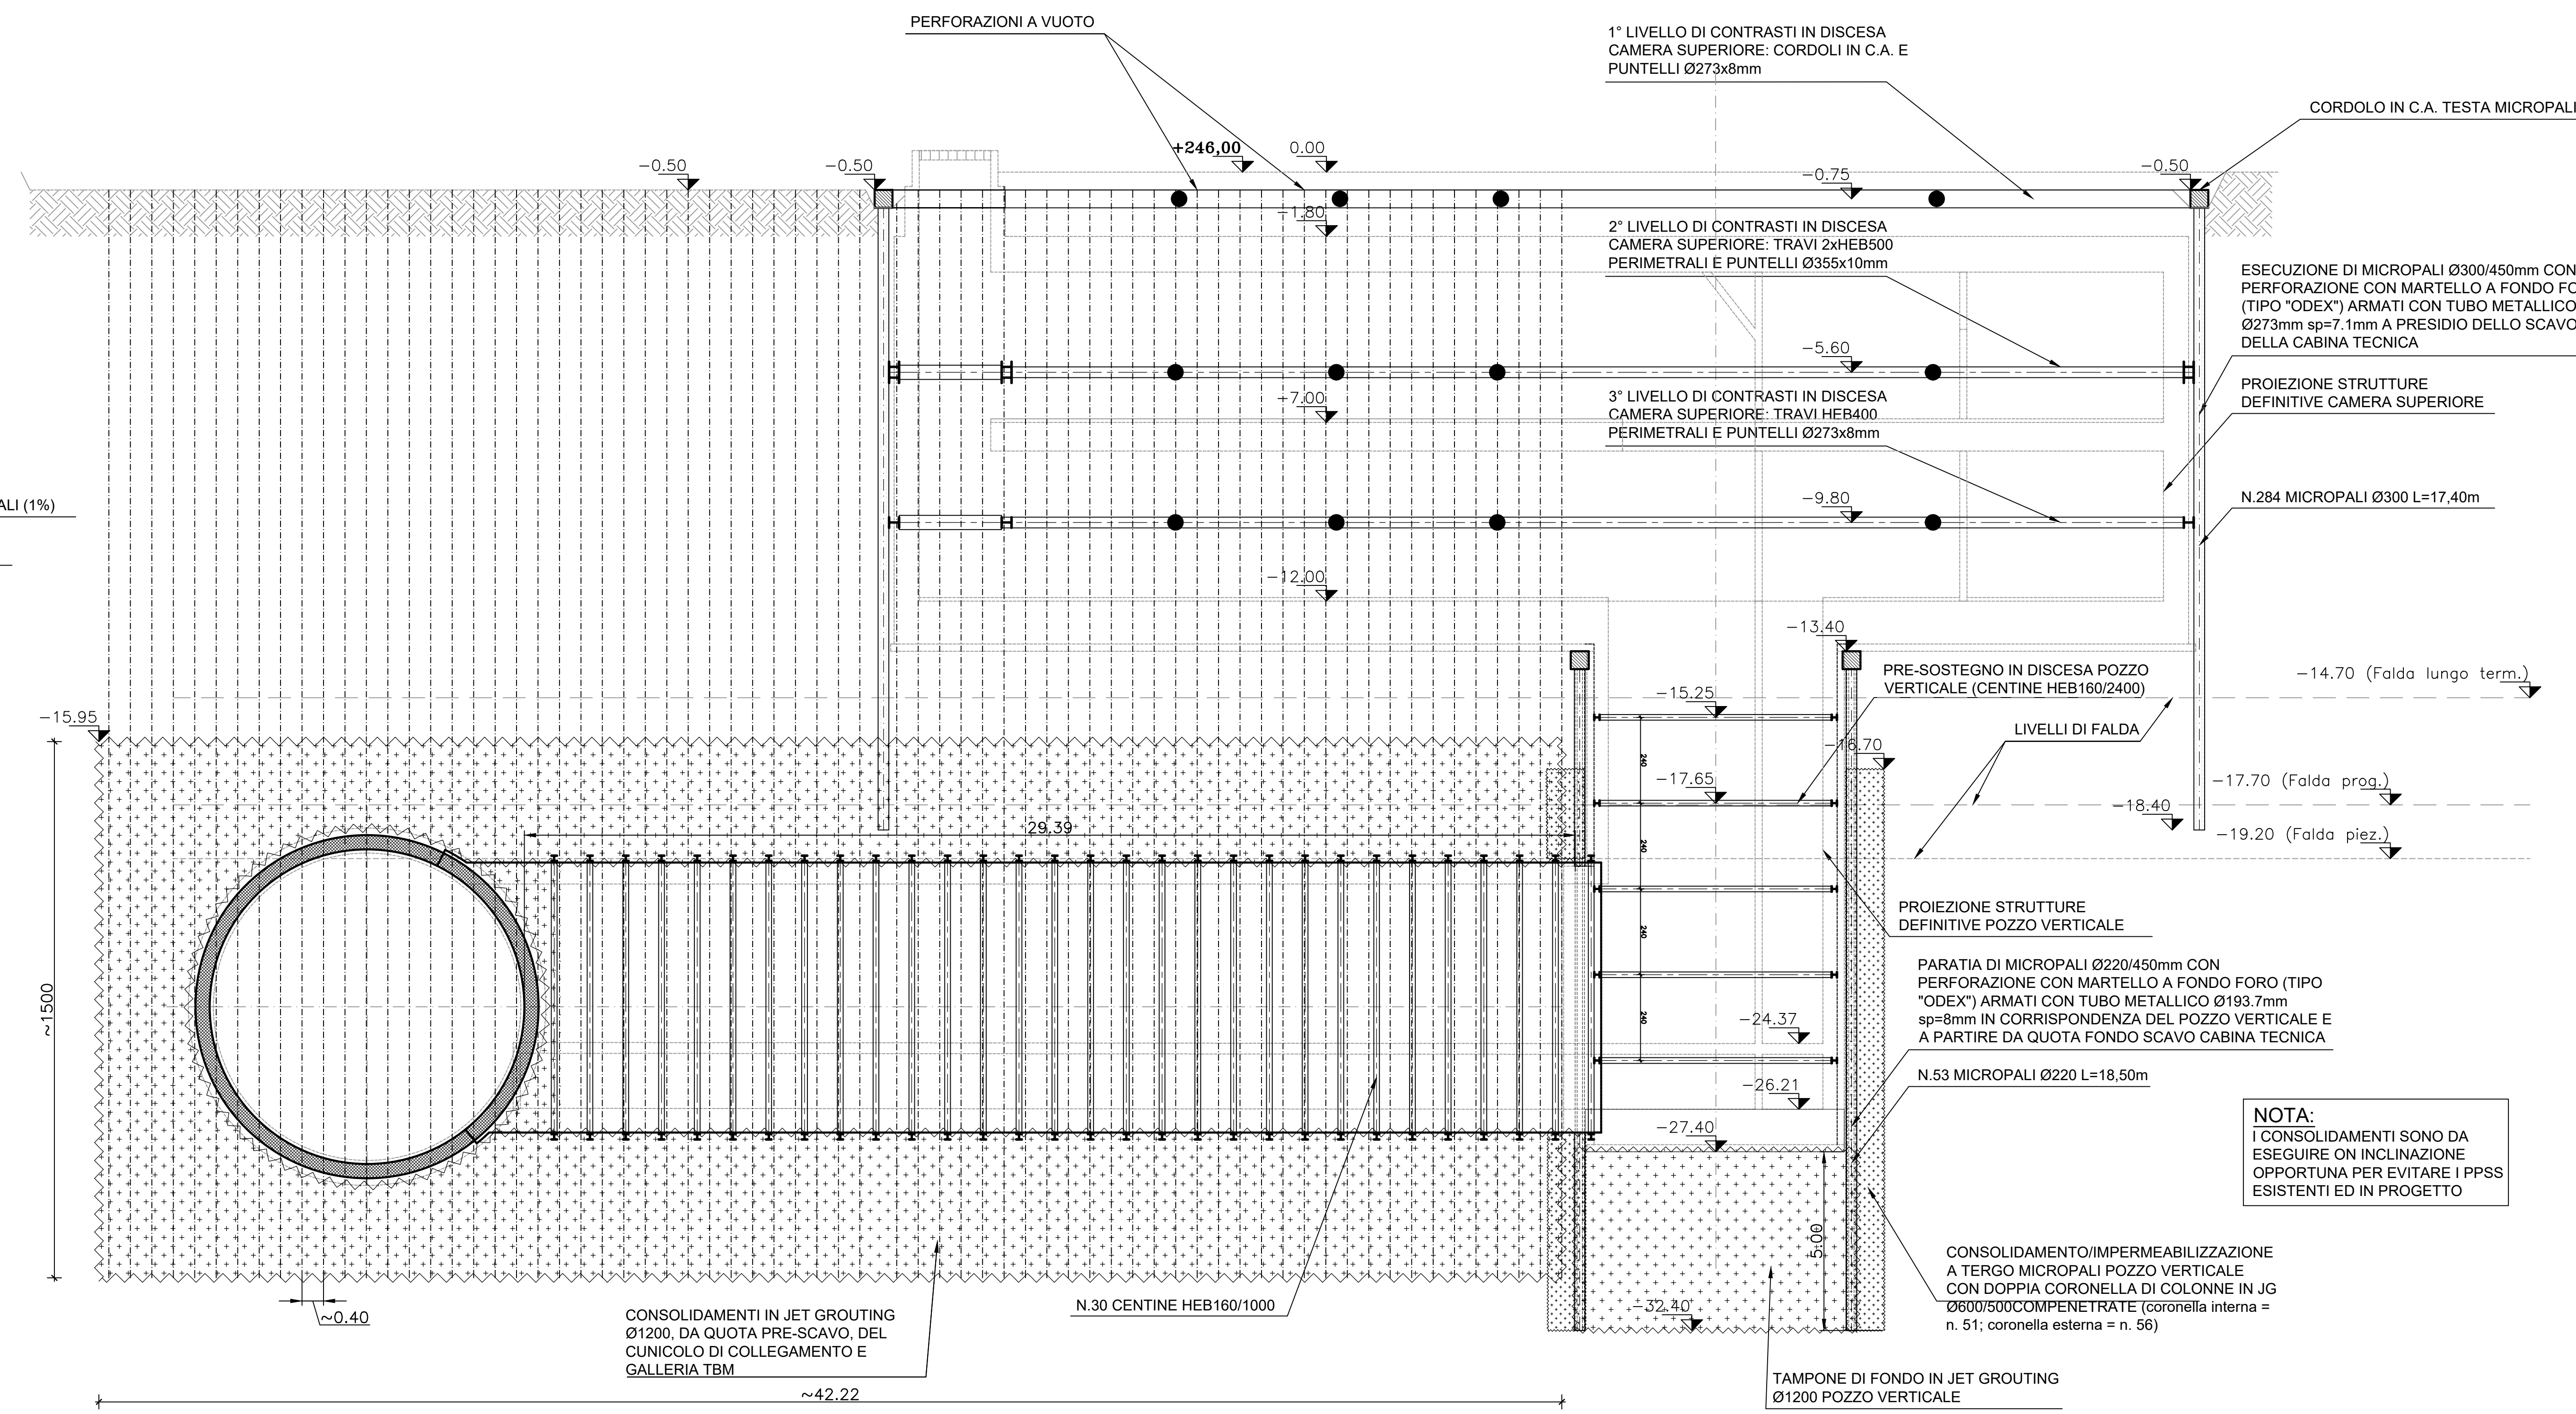 PERFORAZIONI A VUOTO
1° LIVELLO DI CONTRASTI IN DISCESA
CAMERA SUPERIORE: CORDOLI IN C.A. E
PUNTELLI Ø273x8mm
CORDOLO IN C.A. TESTA MICROPALI
-0.50
-0.50
+246,00
0.00
-0.75
-0.50
-1.80
2° LIVELLO DI CONTRASTI IN DISCESA
CAMERA SUPERIORE: TRAVI 2xHEB500
PERIMETRALI E PUNTELLI Ø355x10mm
ESECUZIONE DI MICROPALI Ø300/450mm CON
PERFORAZIONE CON MARTELLO A FONDO FO
(TIPO "ODEX") ARMATI CON TUBO METALLICO
Ø273mm sp=7.1mm A PRESIDIO DELLO SCAVO
DELLA CABINA TECNICA
-5.60
PROIEZIONE STRUTTURE
DEFINITIVE CAMERA SUPERIORE
+7.00
3° LIVELLO DI CONTRASTI IN DISCESA
CAMERA SUPERIORE: TRAVI HEB400
PERIMETRALI E PUNTELLI Ø273x8mm
ALI (1%)
-9.80
N.284 MICROPALI Ø300 L=17,40m
-12.00
-13.40
PRE-SOSTEGNO IN DISCESA POZZO
VERTICALE (CENTINE HEB160/2400)
-14.70 (Falda lungo term.)
-15.25
-15.95
LIVELLI DI FALDA
-16.70
240
-17.65
-17.70 (Falda prog.)
-18.40
-19.20 (Falda piez.)
29.39
240
240
PROIEZIONE STRUTTURE
DEFINITIVE POZZO VERTICALE
PARATIA DI MICROPALI Ø220/450mm CON
PERFORAZIONE CON MARTELLO A FONDO FORO (TIPO
"ODEX") ARMATI CON TUBO METALLICO Ø193.7mm
sp=8mm IN CORRISPONDENZA DEL POZZO VERTICALE E
A PARTIRE DA QUOTA FONDO SCAVO CABINA TECNICA
~1500
240
-24.37
N.53 MICROPALI Ø220 L=18,50m
-26.21
-27.40
NOTA:
I CONSOLIDAMENTI SONO DA
ESEGUIRE ON INCLINAZIONE
OPPORTUNA PER EVITARE I PPSS
ESISTENTI ED IN PROGETTO
5.00
CONSOLIDAMENTO/IMPERMEABILIZZAZIONE
A TERGO MICROPALI POZZO VERTICALE
CON DOPPIA CORONELLA DI COLONNE IN JG
Ø600/500COMPENETRATE (coronella interna =
n. 51; coronella esterna = n. 56)
-32.40
~0.40
CONSOLIDAMENTI IN JET GROUTING
Ø1200, DA QUOTA PRE-SCAVO, DEL
CUNICOLO DI COLLEGAMENTO E
GALLERIA TBM
N.30 CENTINE HEB160/1000
TAMPONE DI FONDO IN JET GROUTING
Ø1200 POZZO VERTICALE
~42.22